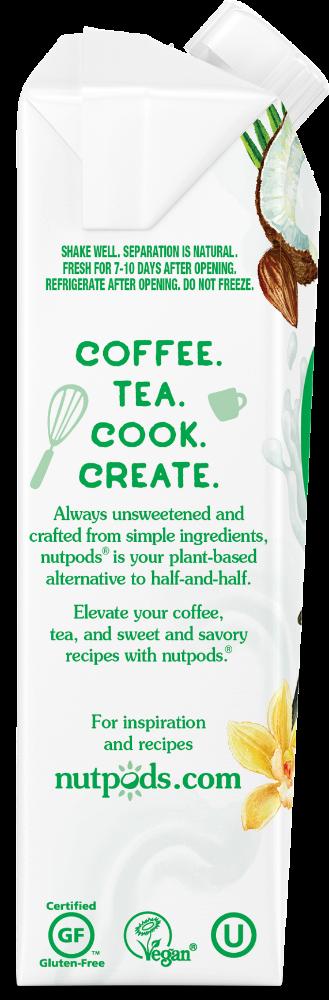 SHAKE WELL. SEPARATION IS NATURAL.
FRESH FOR 7-10 DAYS AFTER OPENING.
REFRIGERATE AFTER OPENING. DO NOT FREEZE.
COFFEE.
TEA.
COOK.
CREATE.
Always unsweetened and
crafted from simple ingredients,
nutpods® is your plant-based
alternative to half-and-half.
Elevate your coffee,
tea, and sweet and savory
recipes with nutpods.®
For inspiration
and recipes
nutpods.com
Certified
GF™
Gluten-Free
Vegan®
U